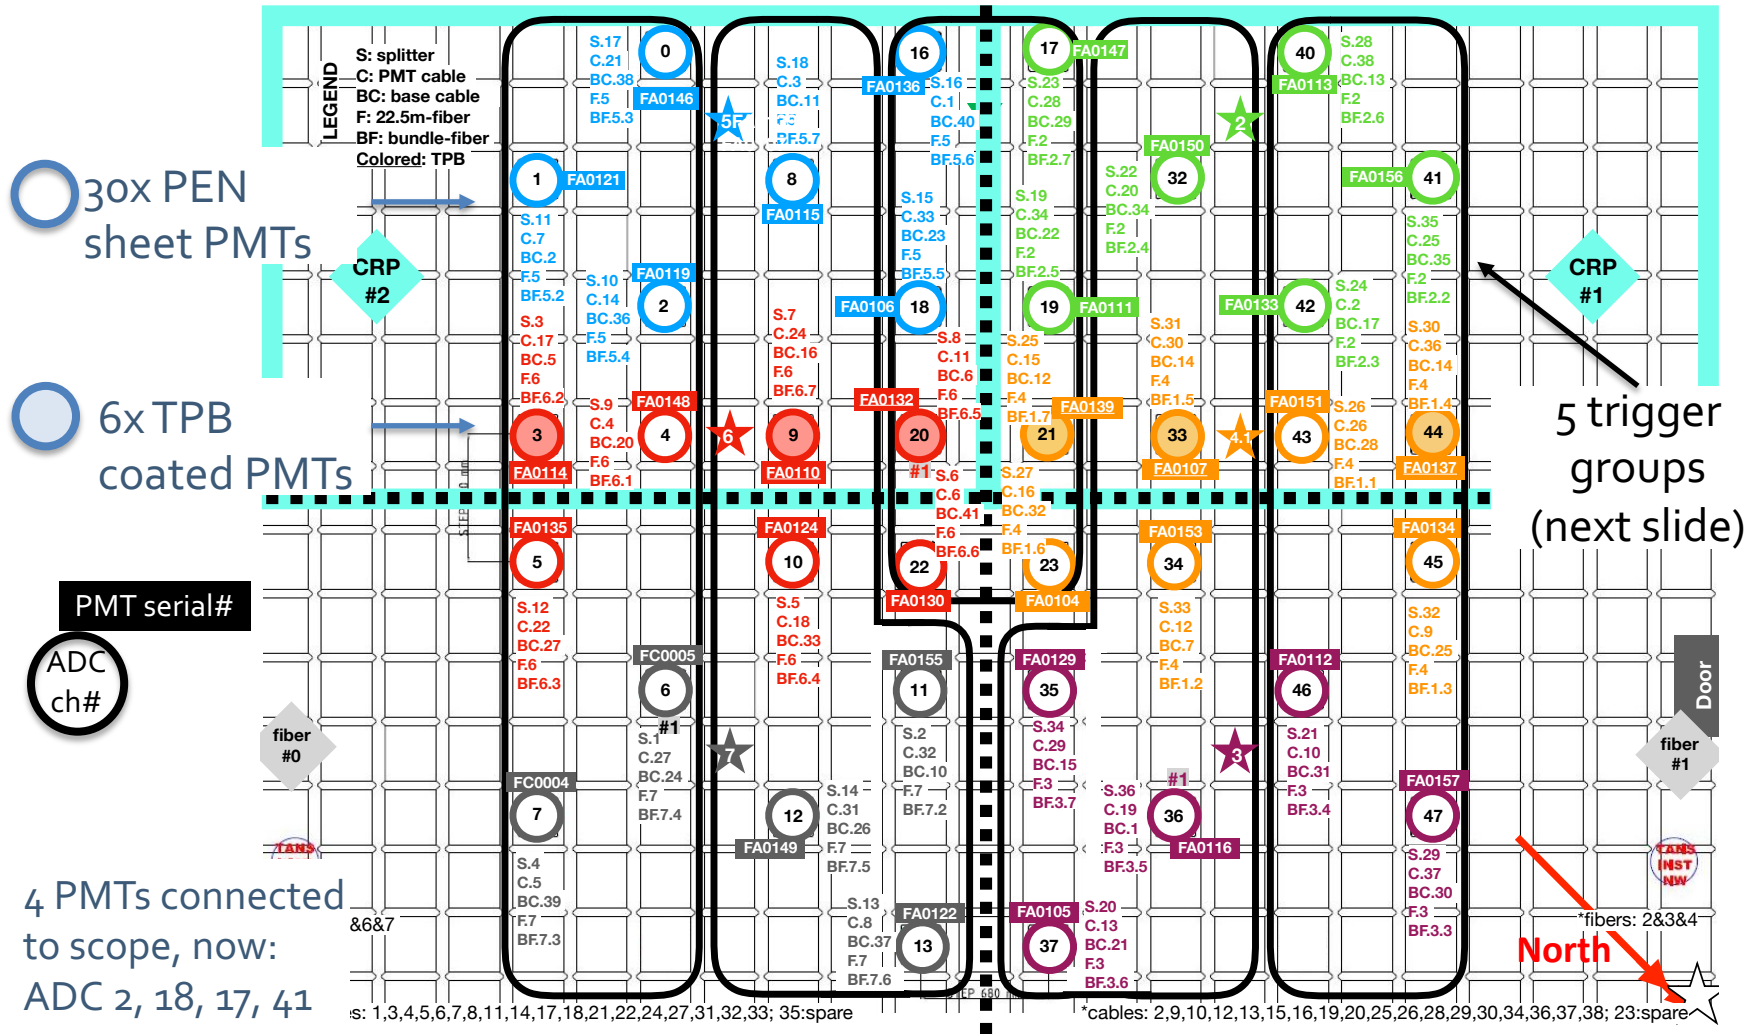 LEGEND
S: splitter
C: PMT cable
BC: base cable
F: 22.5m-fiber
BF: bundle-fiber
Colored: TPB
30x PEN
sheet PMTs
CRP
#2
6x TPB
coated PMTs
PMT serial#
ADC
ch#
fiber
#0
4 PMTs connected
to scope, now:
ADC 2, 18, 17, 41
S.17
C.21
BC.38
F.5
BF.5.3
0
FA0146
S.18
C.3
BC.11
F.5
BF.5.7
16
FA0136
S.16
C.1
BC.40
F.5
BF.5.6
17
FA0147
S.23
C.28
BC.29
F.2
BF.2.7
2
40
FA0113
S.28
C.38
BC.13
F.2
BF.2.6
1
FA0121
S.11
C.7
BC.2
F.5
BF.5.2
8
FA0115
S.15
C.33
BC.23
F.5
BF.5.5
S.19
C.34
BC.22
F.2
BF.2.5
FA0150
32
S.22
C.20
BC.34
F.2
BF.2.4
FA0156
41
S.35
C.25
BC.35
F.2
BF.2.2
CRP
#1
FA0119
2
S.10
C.14
BC.36
F.5
BF.5.4
FA0106
18
19
FA0111
FA0133
42
S.24
C.2
BC.17
F.2
BF.2.3
S.3
C.17
BC.5
F.6
BF.6.2
3
FA0114
S.9
C.4
BC.20
F.6
BF.6.1
FA0148
4
6
S.7
C.24
BC.16
F.6
BF.6.7
9
FA0110
FA0132
20
#1
S.8
C.11
BC.6
F.6
BF.6.5
S.25
C.15
BC.12
F.4
BF.1.7
FA0139
21
S.31
C.30
BC.14
F.4
BF.1.5
33
FA0107
4.1
FA0151
43
S.26
C.26
BC.28
F.4
BF.1.1
S.30
C.36
BC.14
F.4
BF.1.4
44
FA0137
5 trigger
groups
(next slide)
FA0135
5
S.12
C.22
BC.27
F.6
BF.6.3
FA0124
10
S.5
C.18
BC.33
F.6
BF.6.4
S.6
C.6
BC.41
F.6
BF.6.6
22
FA0130
S.27
C.16
BC.32
F.4
BF.1.6
23
FA0104
FA0153
34
S.33
C.12
BC.7
F.4
BF.1.2
FA0134
45
S.32
C.9
BC.25
F.4
BF.1.3
FC0005
6
#1
S.1
C.27
BC.24
F.7
BF.7.4
7
FA0155
11
S.2
C.32
BC.10
F.7
BF.7.2
FA0129
35
S.34
C.29
BC.15
F.3
BF.3.7
3
FA0112
46
S.21
C.10
BC.31
F.3
BF.3.4
Door
fiber
#1
FC0004
7
S.4
C.5
BC.39
F.7
BF.7.3
12
FA0149
S.14
C.31
BC.26
F.7
BF.7.5
S.36
C.19
BC.1
F.3
BF.3.5
#1
36
FA0116
FA0157
47
S.29
C.37
BC.30
F.3
BF.3.3
TANS
INST
NW
S.13
C.8
BC.37
F.7
BF.7.6
FA0122
13
FA0105
37
S.20
C.13
BC.21
F.3
BF.3.6
&6&7
*fibers: 2&3&4
North
s: 1,3,4,5,6,7,8,11,14,17,18,21,22,24,27,31,32,33; 35:spare
*cables: 2,9,10,12,13,15,16,19,20,25,26,28,29,30,34,36,37,38; 23:spare